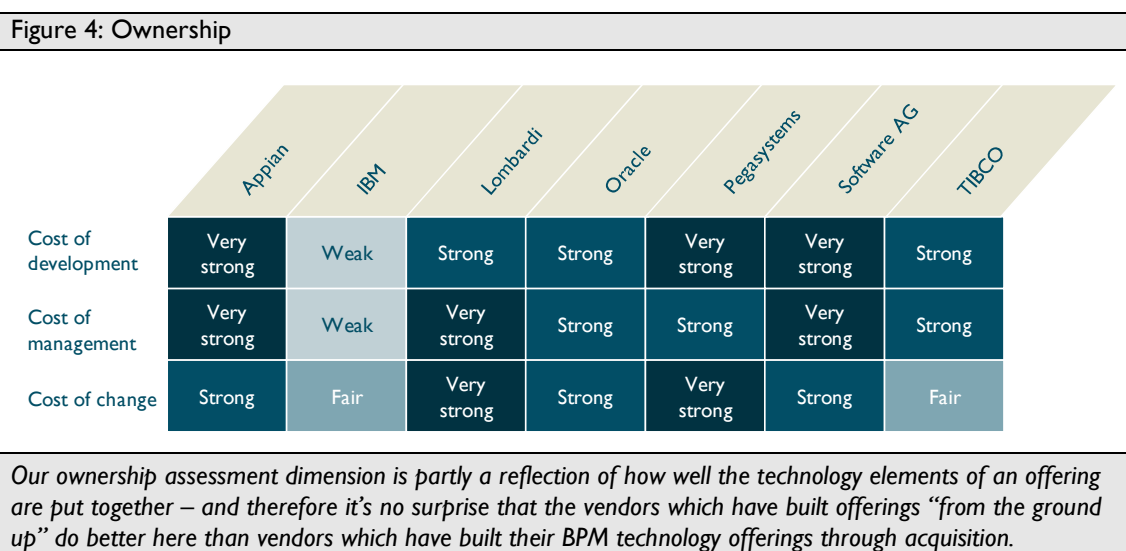 Figure 4: Ownership
Appian
IBM
Lombardi
Oracle
Pegasystems
Software AG
TIBCO
Cost of
development
Very
strong
Weak
Strong
Strong
Very
strong
Very
strong
Strong
Cost of
management
Very
strong
Weak
Very
strong
Strong
Strong
Very
strong
Strong
Cost of change
Strong
Fair
Very
strong
Strong
Very
strong
Strong
Fair
Our ownership assessment dimension is partly a reflection of how well the technology elements of an offering
are put together – and therefore it’s no surprise that the vendors which have built offerings “from the ground
up” do better here than vendors which have built their BPM technology offerings through acquisition.